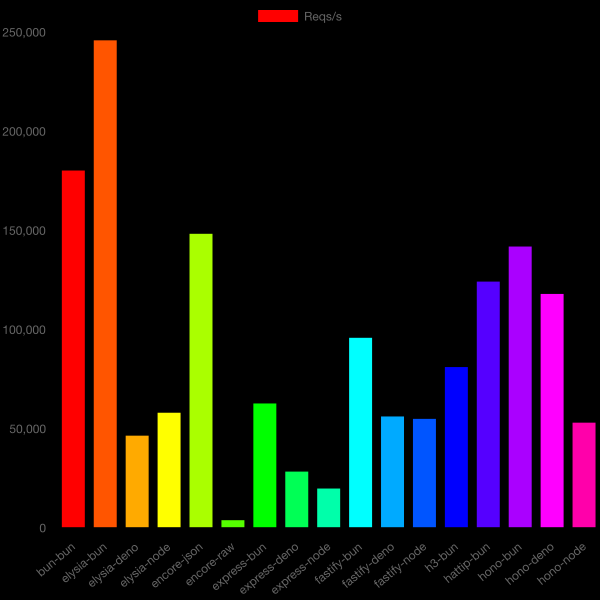 Reqs/s
250,000
200,000
150,000
100,000
50,000
0
bun-bun
elysia-bun
elysia-deno
elysia-node
encore-json
encore-raw
express-bun
express-deno
express-node
fastify-bun
fastify-deno
fastify-node
h3-bun
hattip-bun
hono-bun
hono-deno
hono-node